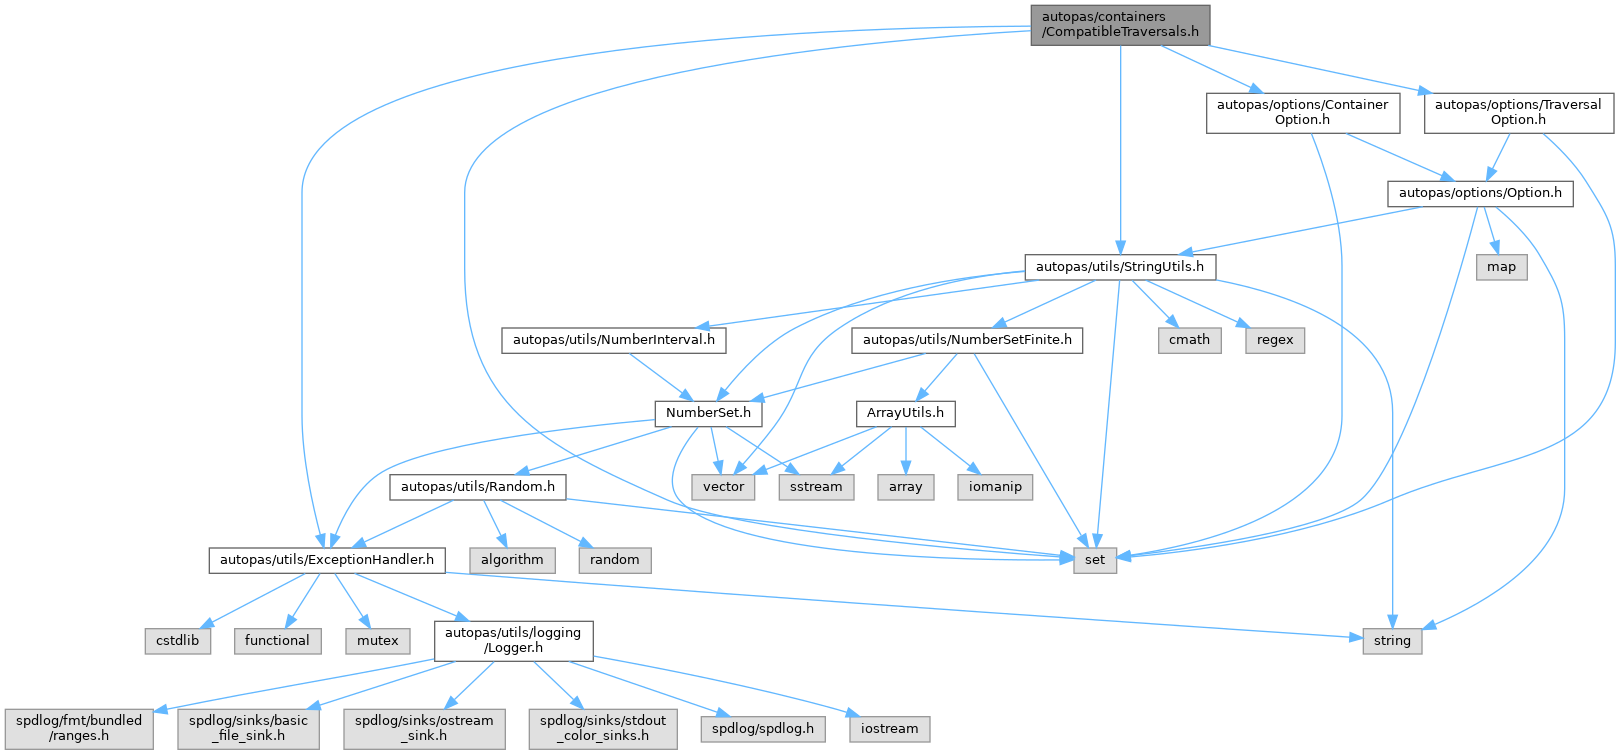 autopas/containers
/CompatibleTraversals.h
autopas/options/Container
Option.h
autopas/options/Traversal
Option.h
autopas/options/Option.h
autopas/utils/StringUtils.h
map
autopas/utils/NumberInterval.h
autopas/utils/NumberSetFinite.h
cmath
regex
NumberSet.h
ArrayUtils.h
autopas/utils/Random.h
vector
sstream
array
iomanip
autopas/utils/ExceptionHandler.h
algorithm
random
set
cstdlib
functional
mutex
autopas/utils/logging
/Logger.h
string
spdlog/fmt/bundled
/ranges.h
spdlog/sinks/basic
_file_sink.h
spdlog/sinks/ostream
_sink.h
spdlog/sinks/stdout
_color_sinks.h
spdlog/spdlog.h
iostream